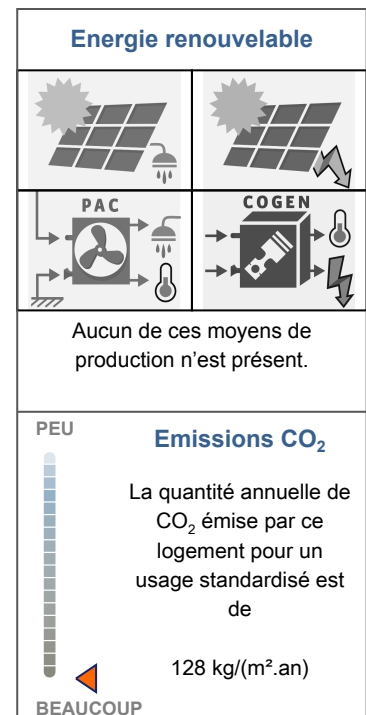 Energie renouvelable
PAC
COGEN
Aucun de ces moyens de
production n'est présent.
PEU
Emissions CO₂
La quantité annuelle de
CO₂ émise par ce
logement pour un
usage standardisé est
de
128 kg/(m².an)
BEAUCOUP